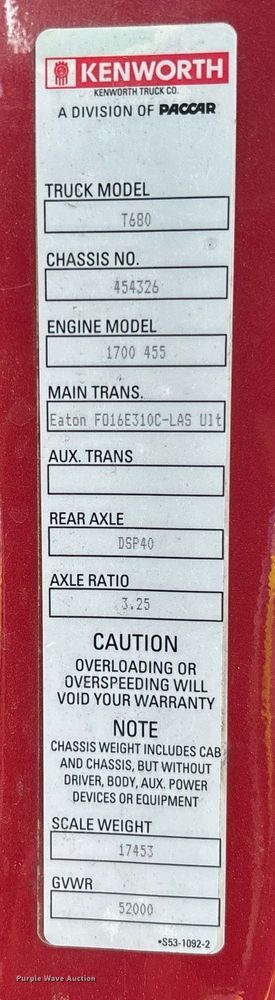 KENWORTH
KENWORTH TRUCK CO.
A DIVISION OF PACCAR
TRUCK MODEL
T680
CHASSIS NO.
454326
ENGINE MODEL
1700 455
MAIN TRANS.
Eaton FO16E310C-LAS Ult
AUX. TRANS
REAR AXLE
DSP40
AXLE RATIO
3.25
CAUTION
OVERLOADING OR
OVERSPEEDING WILL
VOID YOUR WARRANTY
NOTE
CHASSIS WEIGHT INCLUDES CAB
AND CHASSIS, BUT WITHOUT
DRIVER, BODY, AUX. POWER
DEVICES OR EQUIPMENT
SCALE WEIGHT
17453
GVWR
52000
•S53-1092-2
Purple Wave Auction